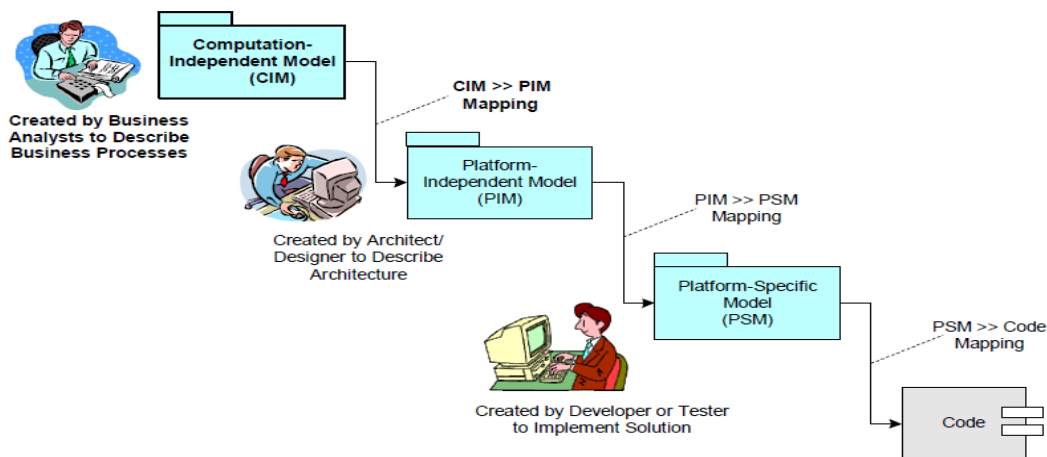 Computation-
Independent Model
(CIM)
Created by Business
Analysts to Describe
Business Processes
CIM >> PIM
Mapping
Platform-
Independent Model
(PIM)
Created by Architect/
Designer to Describe
Architecture
PIM >> PSM
Mapping
Platform-Specific
Model
(PSM)
Created by Developer or Tester
to Implement Solution
PSM >> Code
Mapping
Code